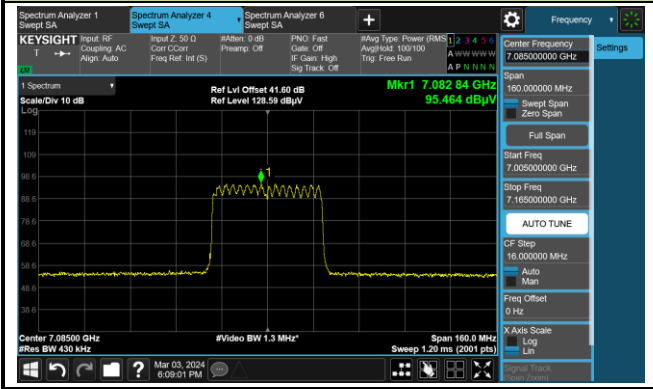 Spectrum Analyzer 1
Swept SA
Spectrum Analyzer 4
Swept SA
Spectrum Analyzer 6
Swept SA
+
Frequency
KEYSIGHT
Input: RF
Coupling: AC
Align: Auto
Input Z: 50 Ω
Corr CCorr
Freq Ref: Int (S)
#Atten: 0 dB
Preamp: Off
PNO: Fast
Gate: Off
IF Gain: High
Sig Track: Off
#Avg Type: Power (RMS)
Avg|Hold: 100/100
Trig: Free Run
1 2 3 4 5 6
A W W W W W
A P N N N N
T
1 Spectrum
Scale/Div 10 dB
Log
Ref Lvl Offset 41.60 dB
Ref Level 128.59 dBµV
Mkr1 7.082 84 GHz
95.464 dBµV
119
109
98.6
88.6
78.6
68.6
58.6
48.6
38.6
1
Center 7.08500 GHz
#Res BW 430 kHz
#Video BW 1.3 MHz*
Span 160.0 MHz
Sweep 1.20 ms (2001 pts)
Mar 03, 2024
6:09:01 PM
Center Frequency
7.085000000 GHz
Span
160.000000 MHz
Swept Span
Zero Span
Full Span
Start Freq
7.005000000 GHz
Stop Freq
7.165000000 GHz
AUTO TUNE
CF Step
16.000000 MHz
Auto
Man
Freq Offset
0 Hz
X Axis Scale
Log
Lin
Signal Track
(Span Zoom)
Settings